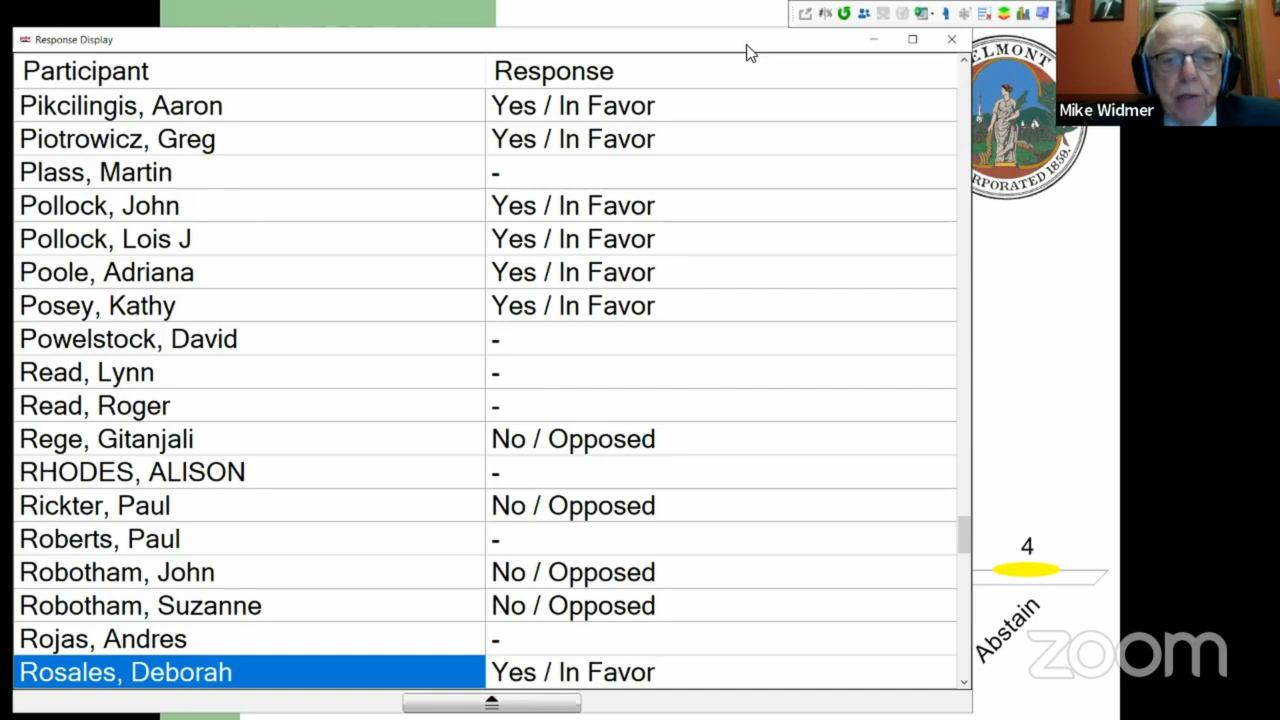 Response Display
Participant Response
Pikcilingis, Aaron Yes / In Favor
Piotrowicz, Greg Yes / In Favor
Plass, Martin -
Pollock, John Yes / In Favor
Pollock, Lois J Yes / In Favor
Poole, Adriana Yes / In Favor
Posey, Kathy Yes / In Favor
Powelstock, David -
Read, Lynn -
Read, Roger -
Rege, Gitanjali No / Opposed
RHODES, ALISON -
Rickter, Paul No / Opposed
Roberts, Paul -
Robotham, John No / Opposed
Robotham, Suzanne No / Opposed
Rojas, Andres -
Rosales, Deborah Yes / In Favor
ELMONT
ORPORATED 1859.
Mike Widmer
4
Abstain
zoom